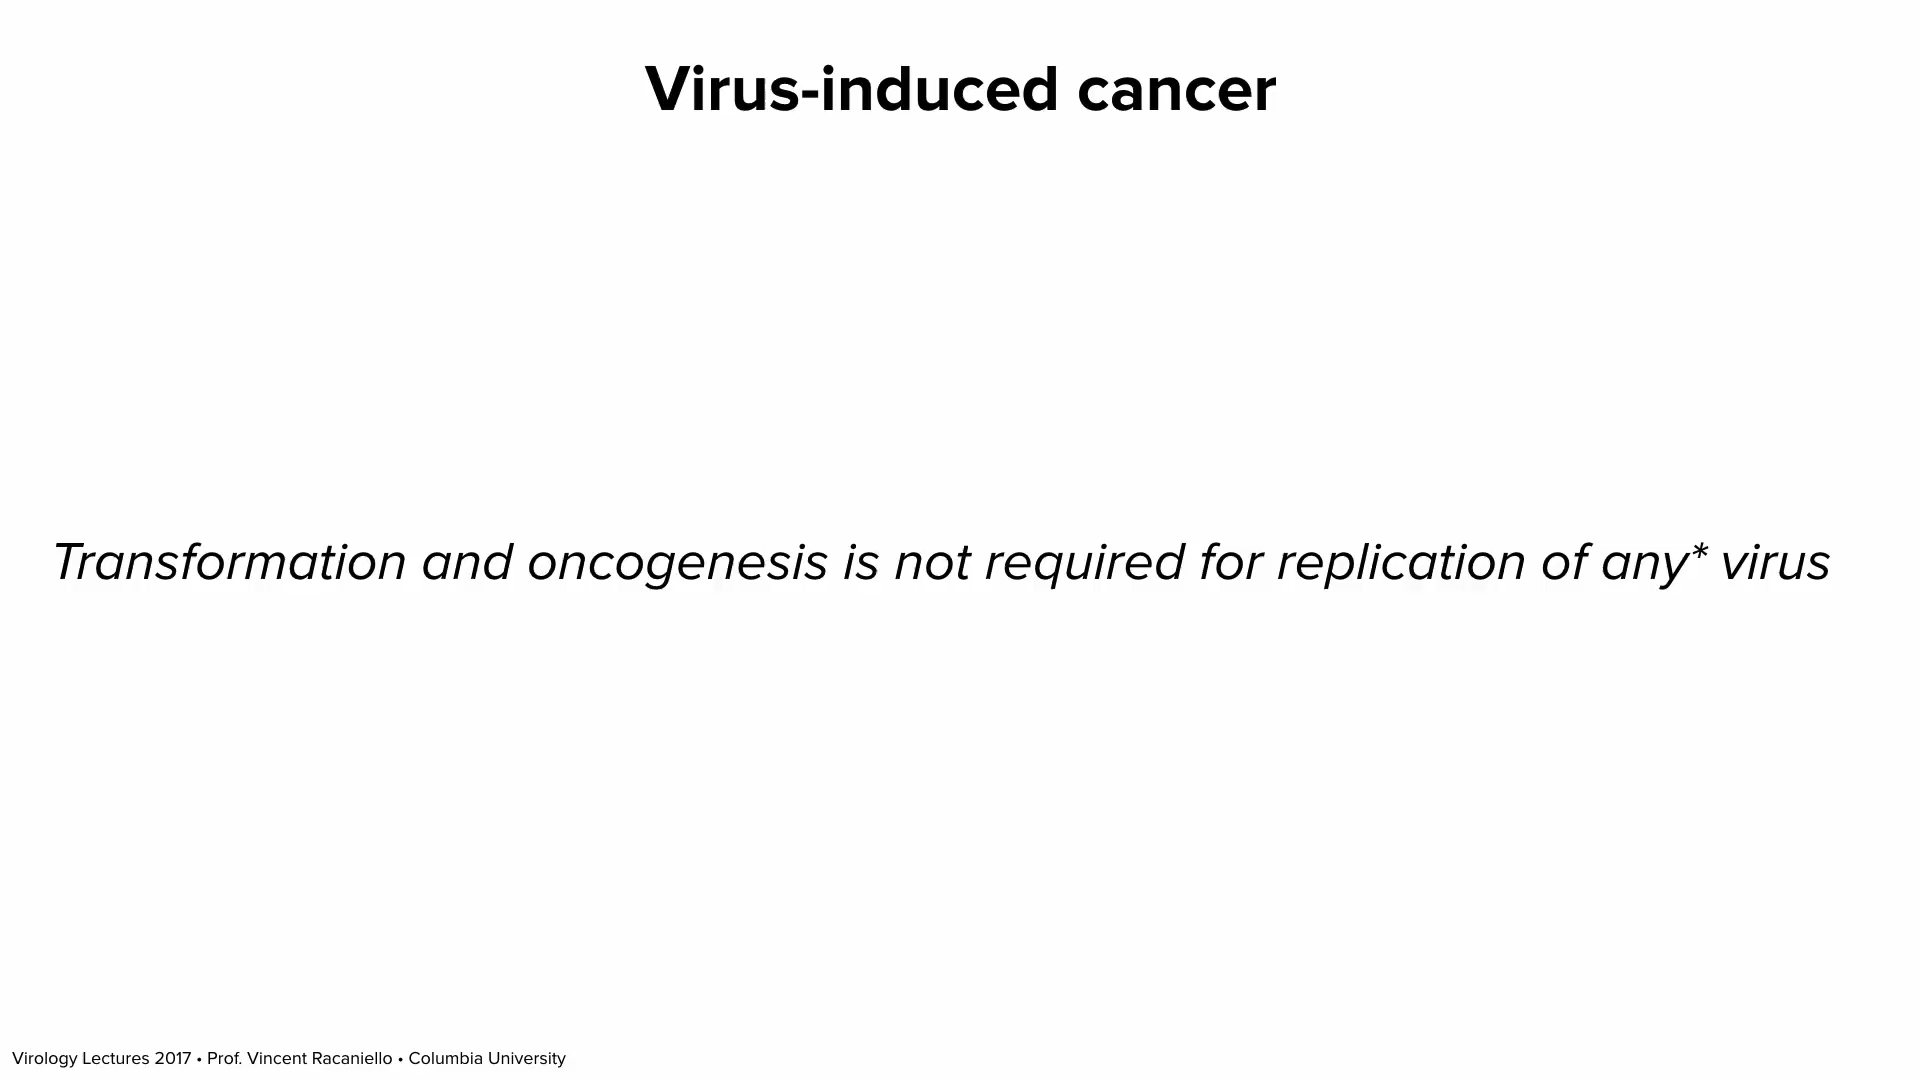 Virus-induced cancer
Transformation and oncogenesis is not required for replication of any* virus
Virology Lectures 2017 • Prof. Vincent Racaniello • Columbia University